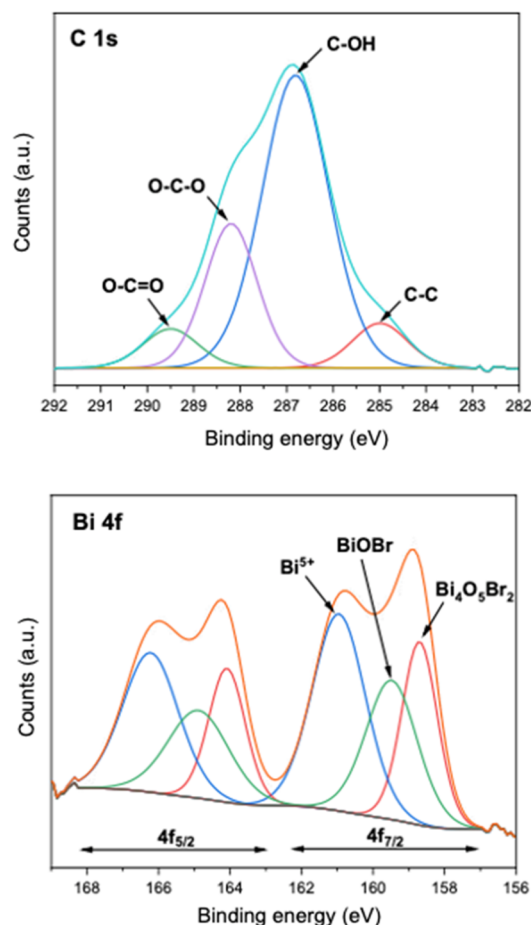 C 1s
C-OH
O-C-O
O-C=O
C-C
Counts (a.u.)
292 291 290 289 288 287 286 285 284 283 282
Binding energy (eV)
Bi 4f
BiOBr
Bi⁵⁺
Bi₄O₅Br₂
Counts (a.u.)
4f₅/₂ 4f₇/₂
168 166 164 162 160 158 156
Binding energy (eV)